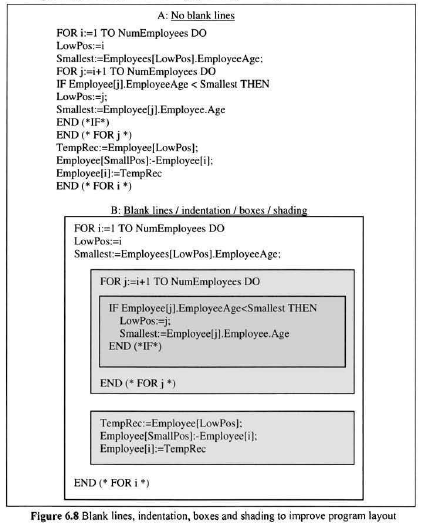 A: No blank lines
FOR i:=1 TO NumEmployees DO
LowPos:=i
Smallest:=Employees[LowPos].EmployeeAge;
FOR j:=i+1 TO NumEmployees DO
IF Employee[j].EmployeeAge < Smallest THEN
LowPos:=j;
Smallest:=Employee[j].Employee.Age
END (*IF*)
END (* FOR j *)
TempRec:=Employee[LowPos];
Employee[SmallPos]:-Employee[i];
Employee[i]:=TempRec
END (* FOR i *)
B: Blank lines / indentation / boxes / shading
FOR i:=1 TO NumEmployees DO
LowPos:=i
Smallest:=Employees[LowPos].EmployeeAge;
FOR j:=i+1 TO NumEmployees DO
IF Employee[j].EmployeeAge<Smallest THEN
LowPos:=j;
Smallest:=Employee[j].Employee.Age
END (*IF*)
END (* FOR j *)
TempRec:=Employee[LowPos];
Employee[SmallPos]:-Employee[i];
Employee[i]:=TempRec
END (* FOR i *)
Figure 6.8 Blank lines, indentation, boxes and shading to improve program layout